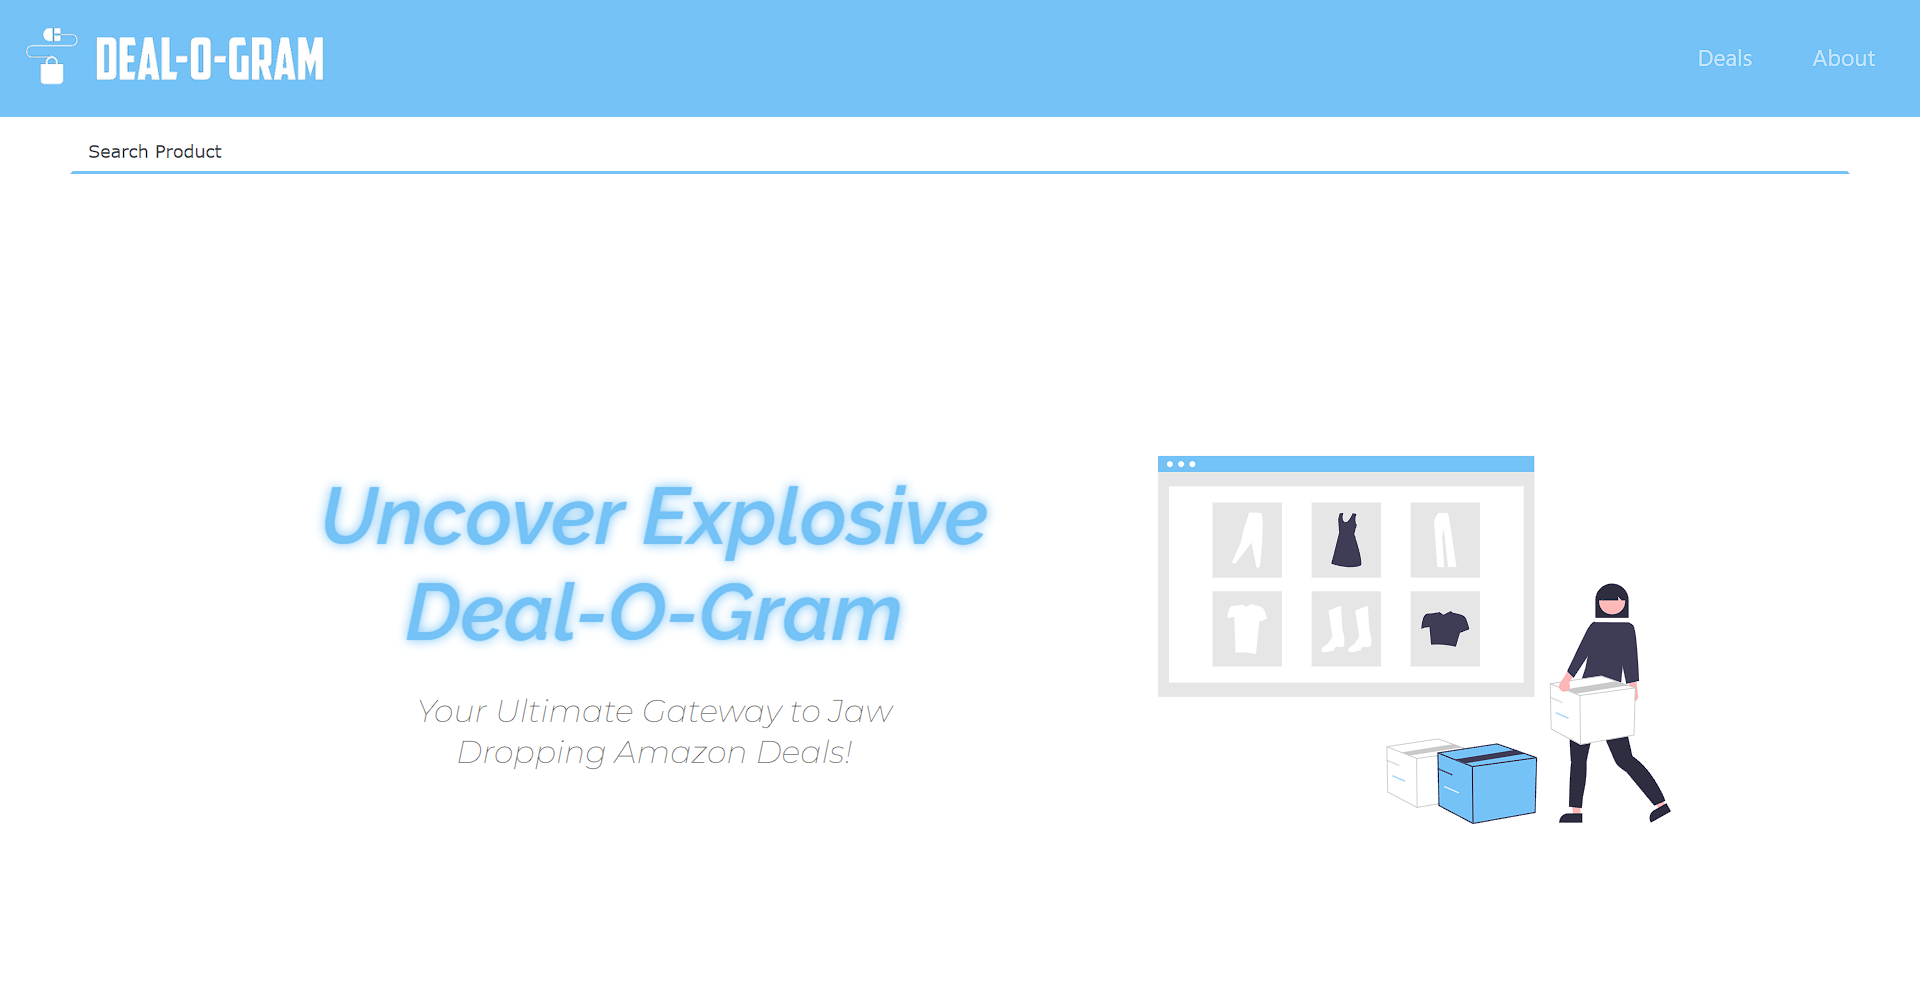 DEAL-O-GRAM
Deals
About
Search Product
Uncover Explosive
Deal-O-Gram
Your Ultimate Gateway to Jaw
Dropping Amazon Deals!